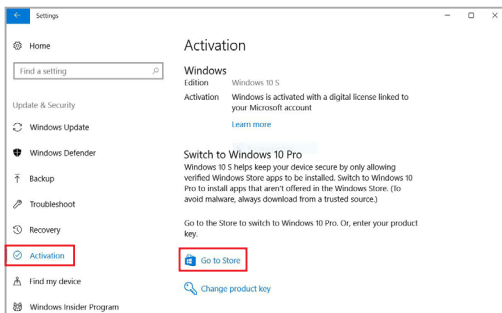 Settings
Home
Activation
Find a setting
Windows
Edition Windows 10 S
Activation Windows is activated with a digital license linked to
your Microsoft account
Learn more
Update & Security
Windows Update
Windows Defender
Backup
Troubleshoot
Recovery
Activation
Find my device
Windows Insider Program
Switch to Windows 10 Pro
Windows 10 S helps keep your device secure by only allowing
verified Windows Store apps to be installed. Switch to Windows 10
Pro to install apps that aren't offered in the Windows Store. (To
avoid malware, always download from a trusted source.)
Go to the Store to switch to Windows 10 Pro. Or, enter your product
key.
Go to Store
Change product key